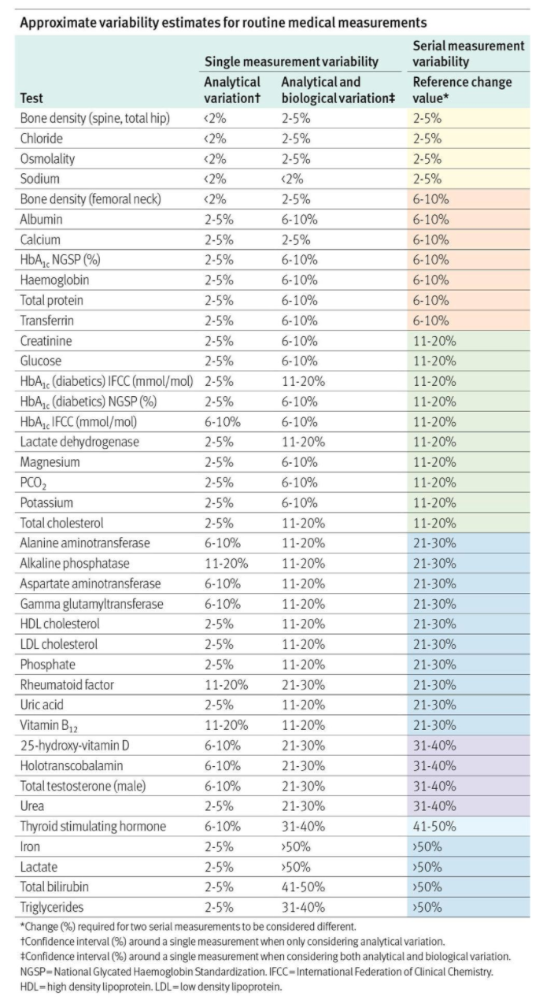 Approximate variability estimates for routine medical measurements
Single measurement variability Serial measurement variability
Test Analytical variation† Analytical and biological variation‡ Reference change value*
Bone density (spine, total hip) <2% 2-5% 2-5%
Chloride <2% 2-5% 2-5%
Osmolality <2% 2-5% 2-5%
Sodium <2% <2% 2-5%
Bone density (femoral neck) <2% 2-5% 6-10%
Albumin 2-5% 6-10% 6-10%
Calcium 2-5% 2-5% 6-10%
HbA1c NGSP (%) 2-5% 6-10% 6-10%
Haemoglobin 2-5% 6-10% 6-10%
Total protein 2-5% 6-10% 6-10%
Transferrin 2-5% 6-10% 6-10%
Creatinine 2-5% 6-10% 11-20%
Glucose 2-5% 6-10% 11-20%
HbA1c (diabetics) IFCC (mmol/mol) 2-5% 11-20% 11-20%
HbA1c (diabetics) NGSP (%) 2-5% 6-10% 11-20%
HbA1c IFCC (mmol/mol) 6-10% 6-10% 11-20%
Lactate dehydrogenase 2-5% 11-20% 11-20%
Magnesium 2-5% 6-10% 11-20%
PCO2 2-5% 6-10% 11-20%
Potassium 2-5% 6-10% 11-20%
Total cholesterol 2-5% 11-20% 11-20%
Alanine aminotransferase 6-10% 11-20% 21-30%
Alkaline phosphatase 11-20% 11-20% 21-30%
Aspartate aminotransferase 6-10% 11-20% 21-30%
Gamma glutamyltransferase 6-10% 11-20% 21-30%
HDL cholesterol 2-5% 11-20% 21-30%
LDL cholesterol 2-5% 11-20% 21-30%
Phosphate 2-5% 11-20% 21-30%
Rheumatoid factor 11-20% 21-30% 21-30%
Uric acid 2-5% 11-20% 21-30%
Vitamin B12 11-20% 11-20% 21-30%
25-hydroxy-vitamin D 6-10% 21-30% 31-40%
Holotranscobalamin 6-10% 21-30% 31-40%
Total testosterone (male) 6-10% 21-30% 31-40%
Urea 2-5% 21-30% 31-40%
Thyroid stimulating hormone 6-10% 31-40% 41-50%
Iron 2-5% >50% >50%
Lactate 2-5% >50% >50%
Total bilirubin 2-5% 41-50% >50%
Triglycerides 2-5% 31-40% >50%
*Change (%) required for two serial measurements to be considered different.
†Confidence interval (%) around a single measurement when only considering analytical variation.
‡Confidence interval (%) around a single measurement when considering both analytical and biological variation.
NGSP=National Glycated Haemoglobin Standardization. IFCC=International Federation of Clinical Chemistry.
HDL=high density lipoprotein. LDL=low density lipoprotein.